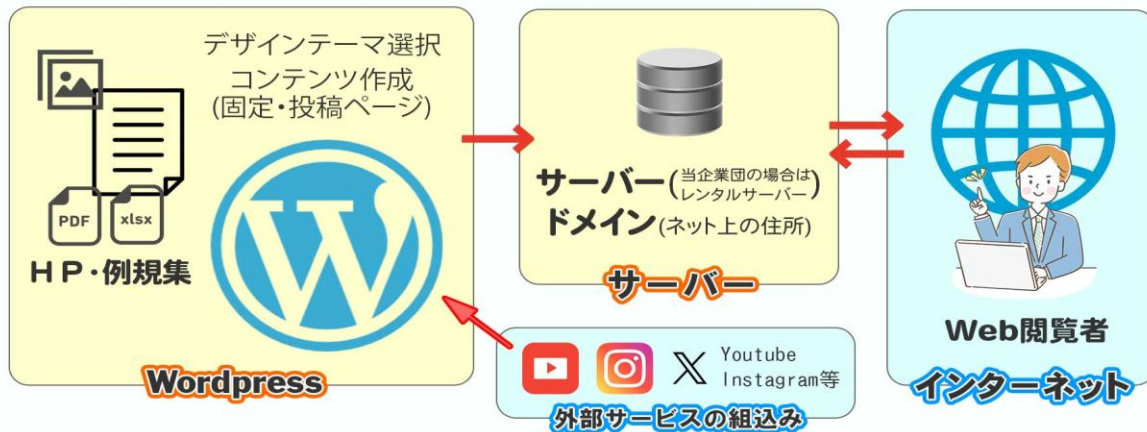 デザインテーマ選択
コンテンツ作成
(固定・投稿ページ)
PDF
xlsx
HP・例規集
Wordpress
サーバー(当企業団の場合は
レンタルサーバー)
ドメイン(ネット上の住所)
サーバー
Youtube
Instagram等
外部サービスの組込み
Web閲覧者
インターネット